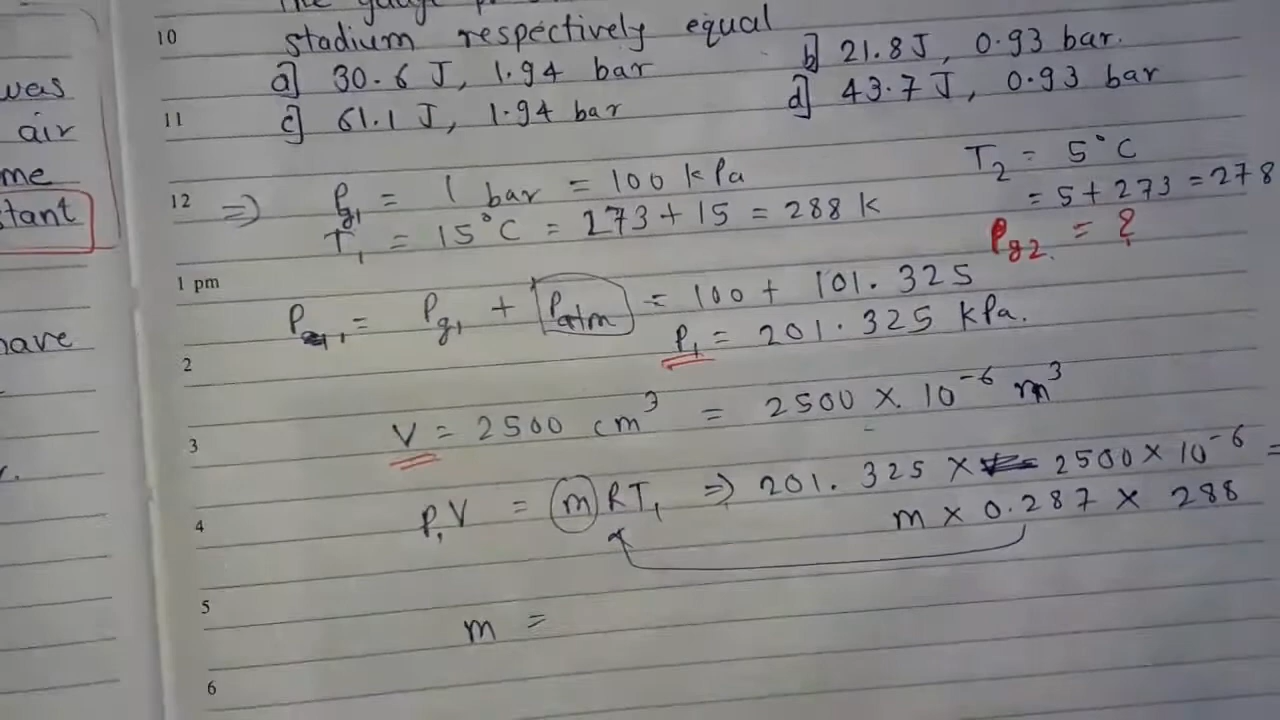 The gauge
10
stadium respectively equal
a] 30.6 J, 1.94 bar
b] 21.8 J, 0.93 bar.
was
11
c] 61.1 J, 1.94 bar
d] 43.7 J, 0.93 bar
air
me
12
⇒) Pg1 = 1 bar = 100 kPa
T2 = 5°C
stant
T1 = 15°C = 273 + 15 = 288 k
= 5 + 273 = 278
Pg2. = ?
1 pm
P1 = Pg1 + Patm = 100 + 101.325
have
2
P1 = 201.325 kPa.
3
V = 2500 cm³ = 2500 × 10⁻⁶ m³
4
P1V = m RT1 ⇒) 201.325 × 2500 × 10⁻⁶ =
m × 0.287 × 288
5
m =
6